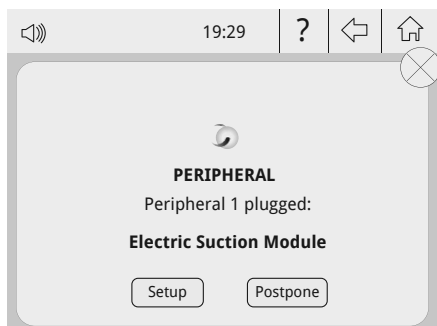 19:29 ?
PERIPHERAL
Peripheral 1 plugged:
Electric Suction Module
Setup Postpone